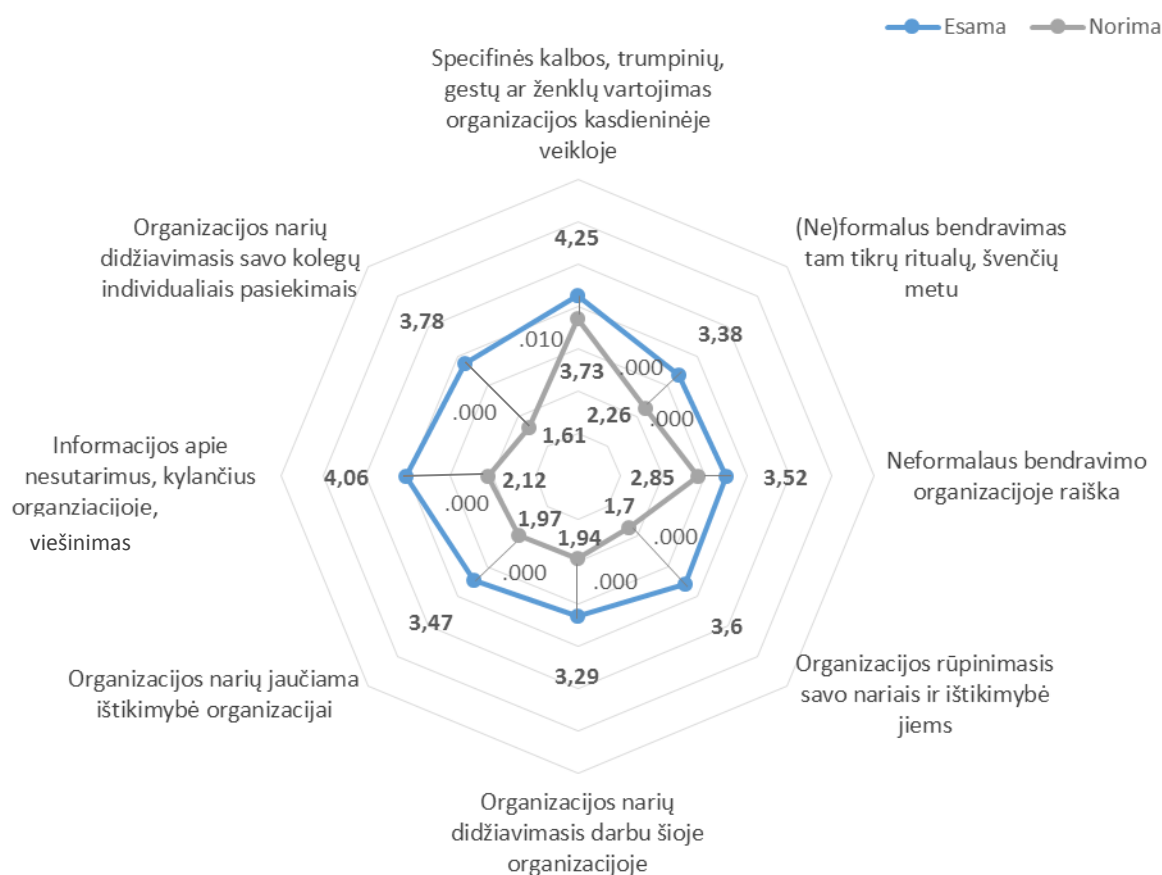 Esama Norima
Specifinės kalbos, trumpinių,
gestų ar ženklų vartojimas
organizacijos kasdieninėje
veikloje
(Ne)formalus bendravimas
tam tikrų ritualų, švenčių
metu
Neformalaus bendravimo
organizacijoje raiška
Organizacijos rūpinimasis
savo nariais ir ištikimybė
jiems
Organizacijos narių
didžiavimasis darbu šioje
organizacijoje
Organizacijos narių jaučiama
ištikimybė organizacijai
Informacijos apie
nesutarimus, kylančius
organziacijoje,
viešinimas
Organizacijos narių
didžiavimasis savo kolegų
individualiais pasiekimais
4,25
3,38
3,52
3,6
3,29
3,47
4,06
3,78
3,73
2,26
2,85
1,7
1,94
1,97
2,12
1,61
.010
.000
.000
.000
.000
.000
.000
.000